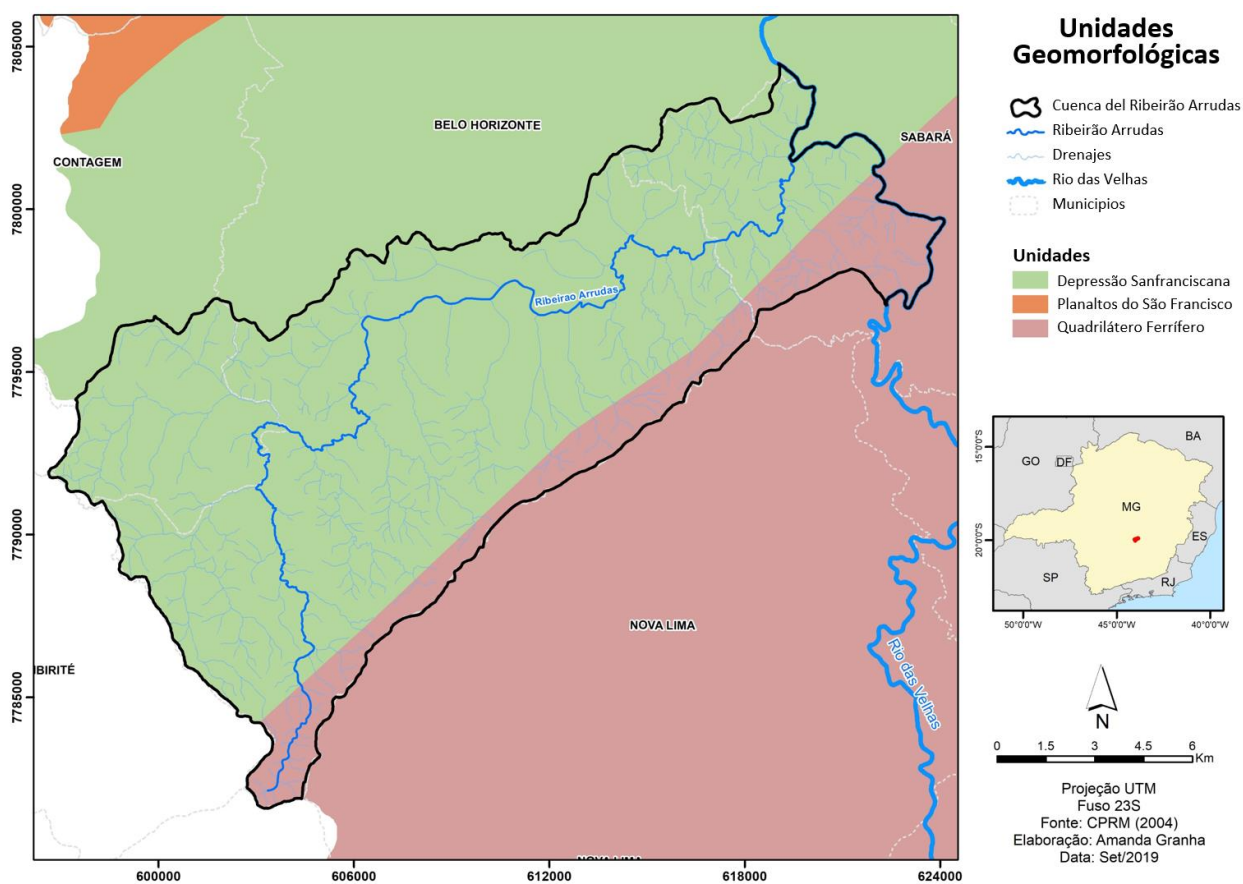 7805000
7800000
7795000
7790000
7785000
600000
606000
612000
618000
624000
BELO HORIZONTE
CONTAGEM
SABARÁ
Ribeirao Arrudas
NOVA LIMA
IBIRITÉ
Rio das Velhas
NOVA LIMA
Unidades
Geomorfológicas
Cuenca del Ribeirão Arrudas
Ribeirão Arrudas
Drenajes
Rio das Velhas
Municipios
Unidades
Depressão Sanfranciscana
Planaltos do São Francisco
Quadrilátero Ferrífero
15°0'0"S
20°0'0"S
BA
GO
DF
MG
ES
SP
RJ
50°0'0"W
45°0'0"W
40°0'0"W
N
0 1.5 3 4.5 6
Km
Projeção UTM
Fuso 23S
Fonte: CPRM (2004)
Elaboração: Amanda Granha
Data: Set/2019